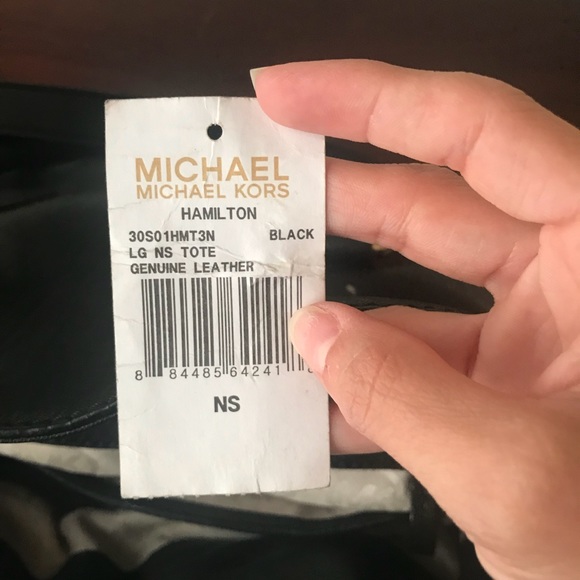 MICHAEL
MICHAEL KORS
HAMILTON
30S01HMT3N BLACK
LG NS TOTE
GENUINE LEATHER
8 84485 64241
NS